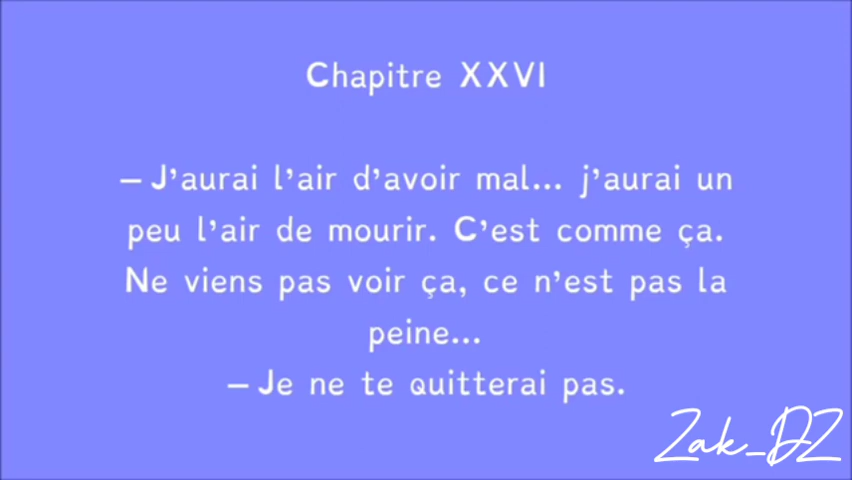 Chapitre XXVI
– J’aurai l’air d’avoir mal... j’aurai un
peu l’air de mourir. C’est comme ça.
Ne viens pas voir ça, ce n’est pas la
peine...
– Je ne te quitterai pas.
Zak_DZ